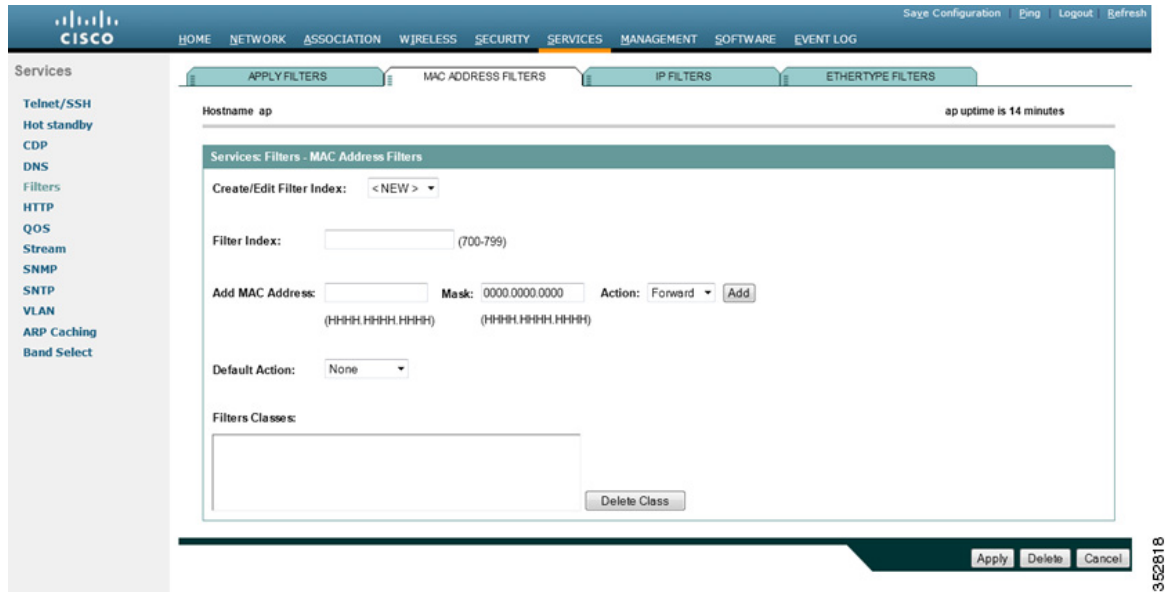 Save Configuration | Ping | Logout | Refresh
CISCO
HOME NETWORK ASSOCIATION WIRELESS SECURITY SERVICES MANAGEMENT SOFTWARE EVENT LOG
Services
Telnet/SSH
Hot standby
CDP
DNS
Filters
HTTP
QOS
Stream
SNMP
SNTP
VLAN
ARP Caching
Band Select
APPLY FILTERS MAC ADDRESS FILTERS IP FILTERS ETHERTYPE FILTERS
Hostname ap ap uptime is 14 minutes
Services: Filters - MAC Address Filters
Create/Edit Filter Index: < NEW >
Filter Index: (700-799)
Add MAC Address: Mask: 0000.0000.0000 Action: Forward Add
(HHHH.HHHH.HHHH) (HHHH.HHHH.HHHH)
Default Action: None
Filters Classes:
Delete Class
Apply Delete Cancel
352818